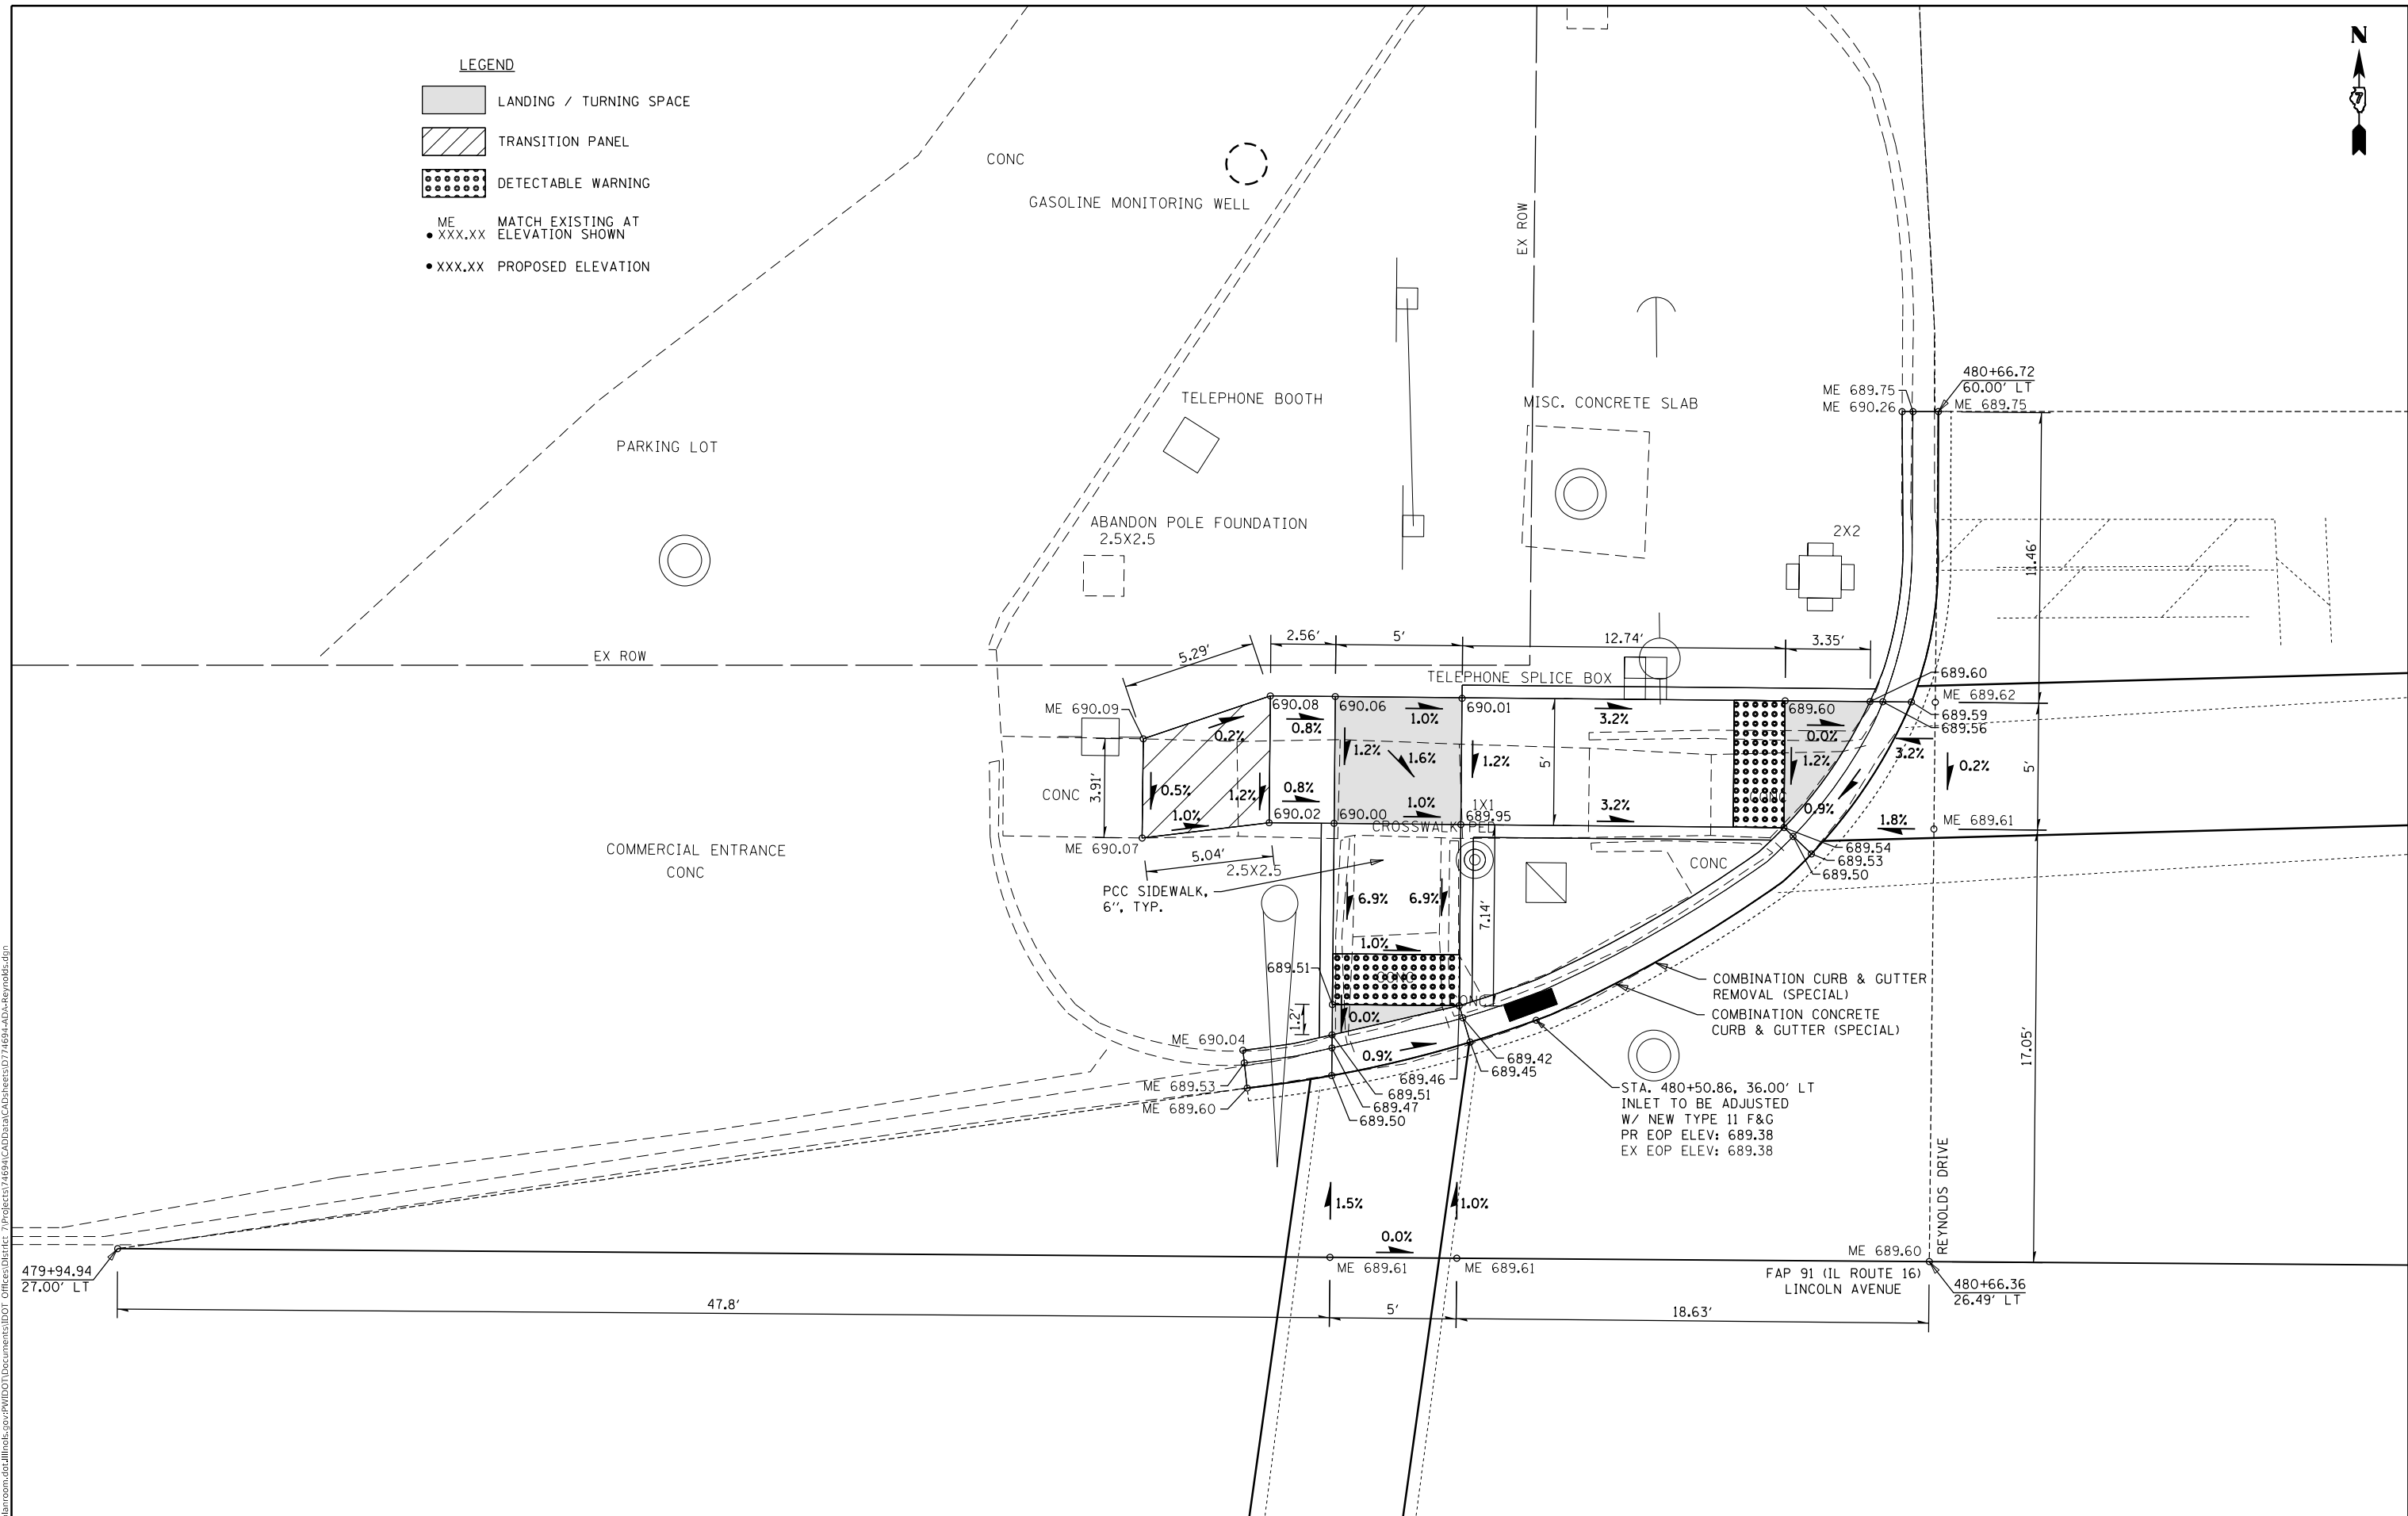 LEGEND
LANDING / TURNING SPACE
TRANSITION PANEL
DETECTABLE WARNING
ME
XXX.XX
MATCH EXISTING AT
ELEVATION SHOWN
XXX.XX PROPOSED ELEVATION
N
7
CONC
GASOLINE MONITORING WELL
EX ROW
TELEPHONE BOOTH
MISC. CONCRETE SLAB
PARKING LOT
ABANDON POLE FOUNDATION
2.5X2.5
2X2
480+66.72
60.00' LT
ME 689.75
ME 690.26
ME 689.75
11.46'
EX ROW
5.29'
2.56'
5'
12.74'
3.35'
TELEPHONE SPLICE BOX
ME 690.09
690.08
690.06
690.01
689.60
689.60
ME 689.62
689.59
689.56
0.2%
0.8%
1.0%
3.2%
0.0%
3.2%
1.2%
1.6%
1.2%
5'
1.2%
0.2%
5'
CONC
3.91'
0.5%
1.2%
0.8%
1.0%
3.2%
CONC
0.9%
1.0%
690.02
690.00
1X1
689.95
1.8%
ME 689.61
CROSSWALK PED
ME 690.07
5.04'
2.5X2.5
689.54
689.53
689.50
COMMERCIAL ENTRANCE
CONC
CONC
PCC SIDEWALK,
6", TYP.
6.9%
6.9%
7.14'
1.0%
689.51
CONC
CONC
1.2'
0.0%
COMBINATION CURB & GUTTER
REMOVAL (SPECIAL)
COMBINATION CONCRETE
CURB & GUTTER (SPECIAL)
17.05'
ME 690.04
0.9%
689.42
689.45
ME 689.53
689.46
689.51
ME 689.60
689.47
689.50
STA. 480+50.86, 36.00' LT
INLET TO BE ADJUSTED
W/ NEW TYPE 11 F&G
PR EOP ELEV: 689.38
EX EOP ELEV: 689.38
REYNOLDS DRIVE
1.5%
1.0%
0.0%
ME 689.60
ME 689.61
ME 689.61
479+94.94
27.00' LT
FAP 91 (IL ROUTE 16)
LINCOLN AVENUE
480+66.36
26.49' LT
47.8'
5'
18.63'